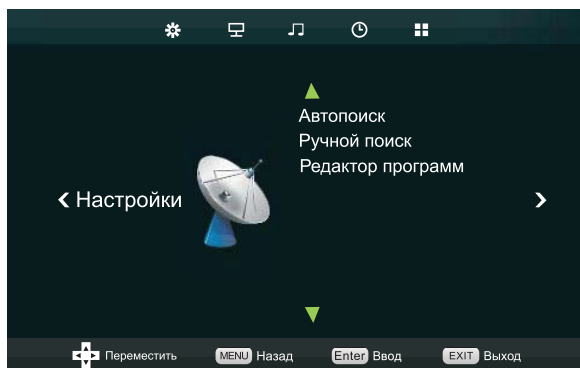 Автопоиск
Ручной поиск
Редактор программ
Настройки
Переместить MENU Назад Enter Ввод EXIT Выход